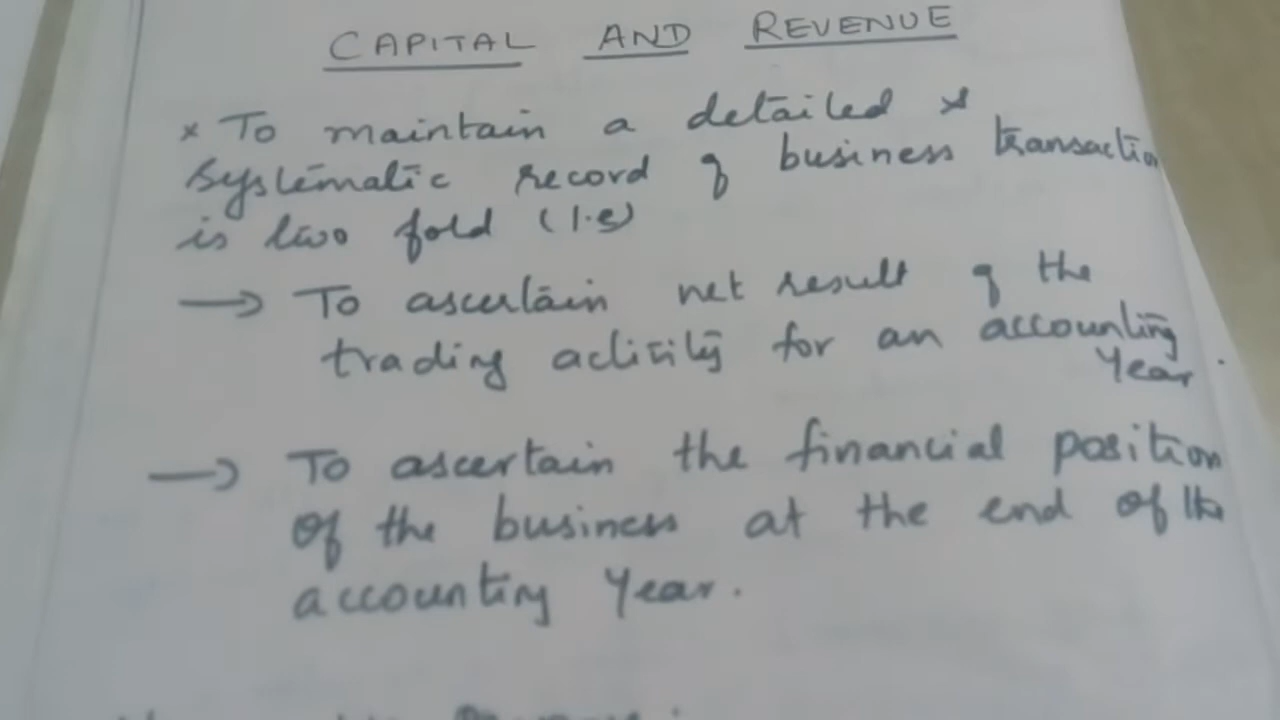 CAPITAL AND REVENUE
* To maintain a detailed &
Systematic record of business transaction
is two fold (i.e)
→ To ascertain net result of the
trading activity for an accounting
Year.
→ To ascertain the financial position
of the business at the end of the
accounting Year.